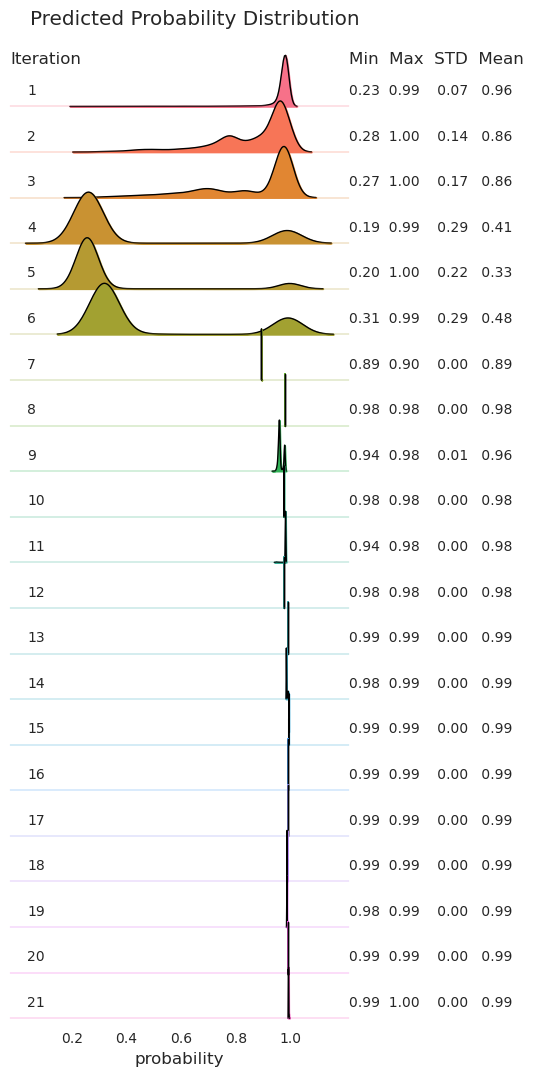 Predicted Probability Distribution
Iteration Min Max STD Mean
1 0.23 0.99 0.07 0.96
2 0.28 1.00 0.14 0.86
3 0.27 1.00 0.17 0.86
4 0.19 0.99 0.29 0.41
5 0.20 1.00 0.22 0.33
6 0.31 0.99 0.29 0.48
7 0.89 0.90 0.00 0.89
8 0.98 0.98 0.00 0.98
9 0.94 0.98 0.01 0.96
10 0.98 0.98 0.00 0.98
11 0.94 0.98 0.00 0.98
12 0.98 0.98 0.00 0.98
13 0.99 0.99 0.00 0.99
14 0.98 0.99 0.00 0.99
15 0.99 0.99 0.00 0.99
16 0.99 0.99 0.00 0.99
17 0.99 0.99 0.00 0.99
18 0.99 0.99 0.00 0.99
19 0.98 0.99 0.00 0.99
20 0.99 0.99 0.00 0.99
21 0.99 1.00 0.00 0.99
0.2 0.4 0.6 0.8 1.0
probability